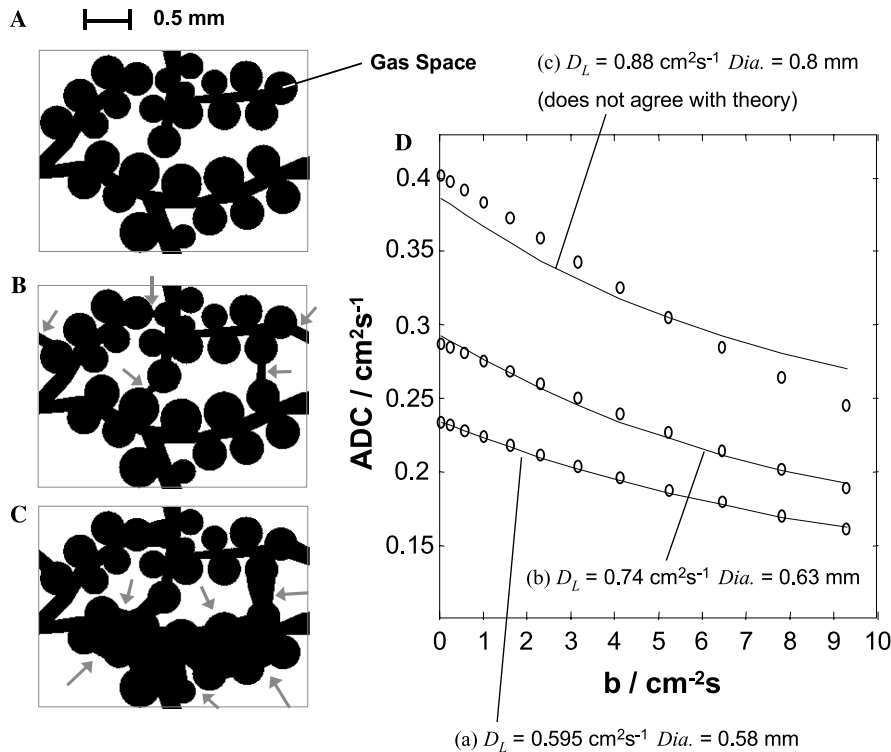 A
0.5 mm
Gas Space
B
C
(c) D_L = 0.88 cm²s⁻¹ Dia. = 0.8 mm
(does not agree with theory)
D
0.4
0.35
0.3
0.25
0.2
0.15
ADC / cm²s⁻¹
(b) D_L = 0.74 cm²s⁻¹ Dia. = 0.63 mm
0 1 2 3 4 5 6 7 8 9 10
b / cm⁻²s
(a) D_L = 0.595 cm²s⁻¹ Dia. = 0.58 mm